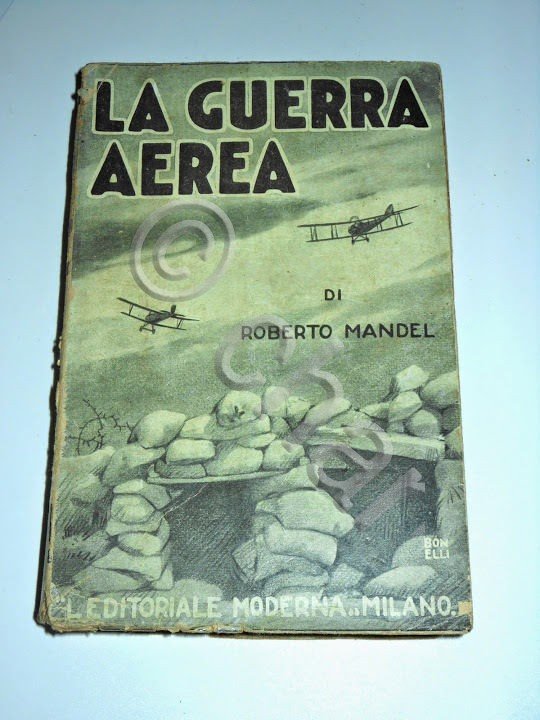 LA GUERRA
AEREA
©
DI
ROBERTO MANDEL
BON
ELLI
L'EDITORIALE MODERNA - MILANO.